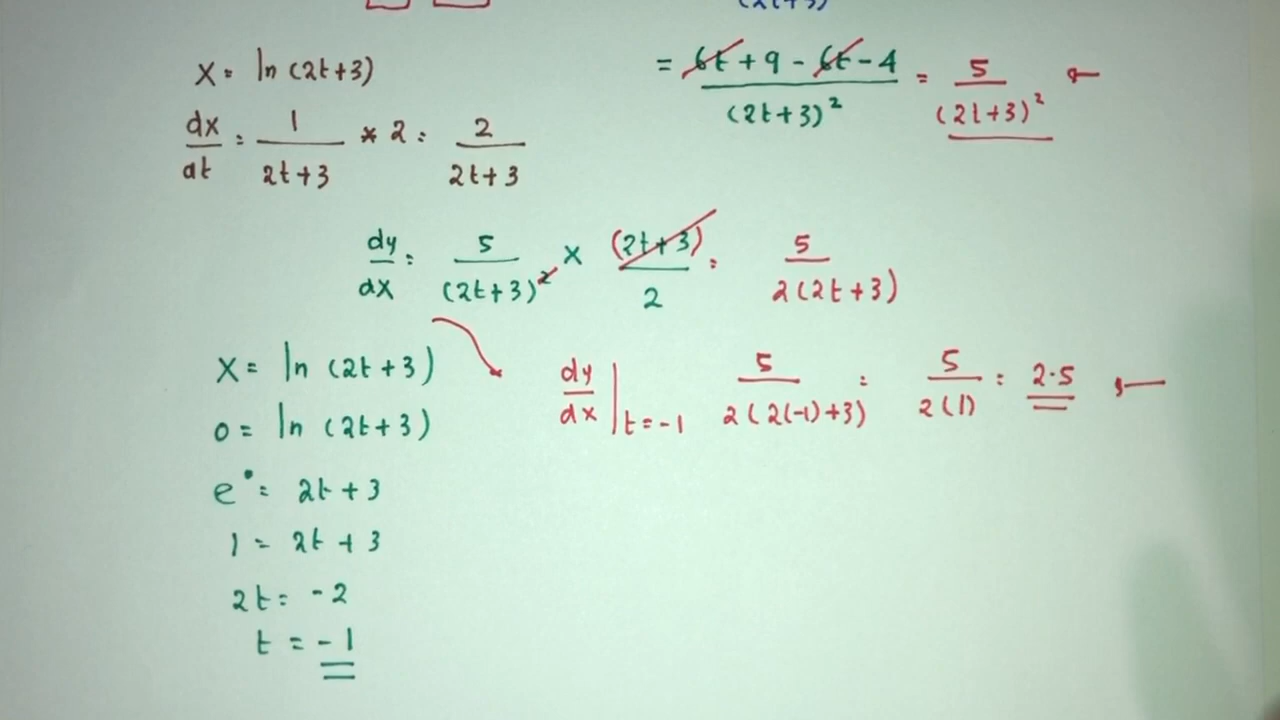 (2t+3)
x = ln (2t+3)
= 6t + 9 - 6t - 4 / (2t+3)² = 5 / (2t+3)²
dx/dt = 1 / 2t+3 * 2 = 2 / 2t+3
dy/dx = 5 / (2t+3)² × (2t+3) / 2 = 5 / 2(2t+3)
x = ln (2t+3)
dy/dx | t=-1 5 / 2(2(-1)+3) = 5 / 2(1) = 2.5
0 = ln (2t+3)
e⁰ = 2t+3
1 = 2t+3
2t = -2
t = -1